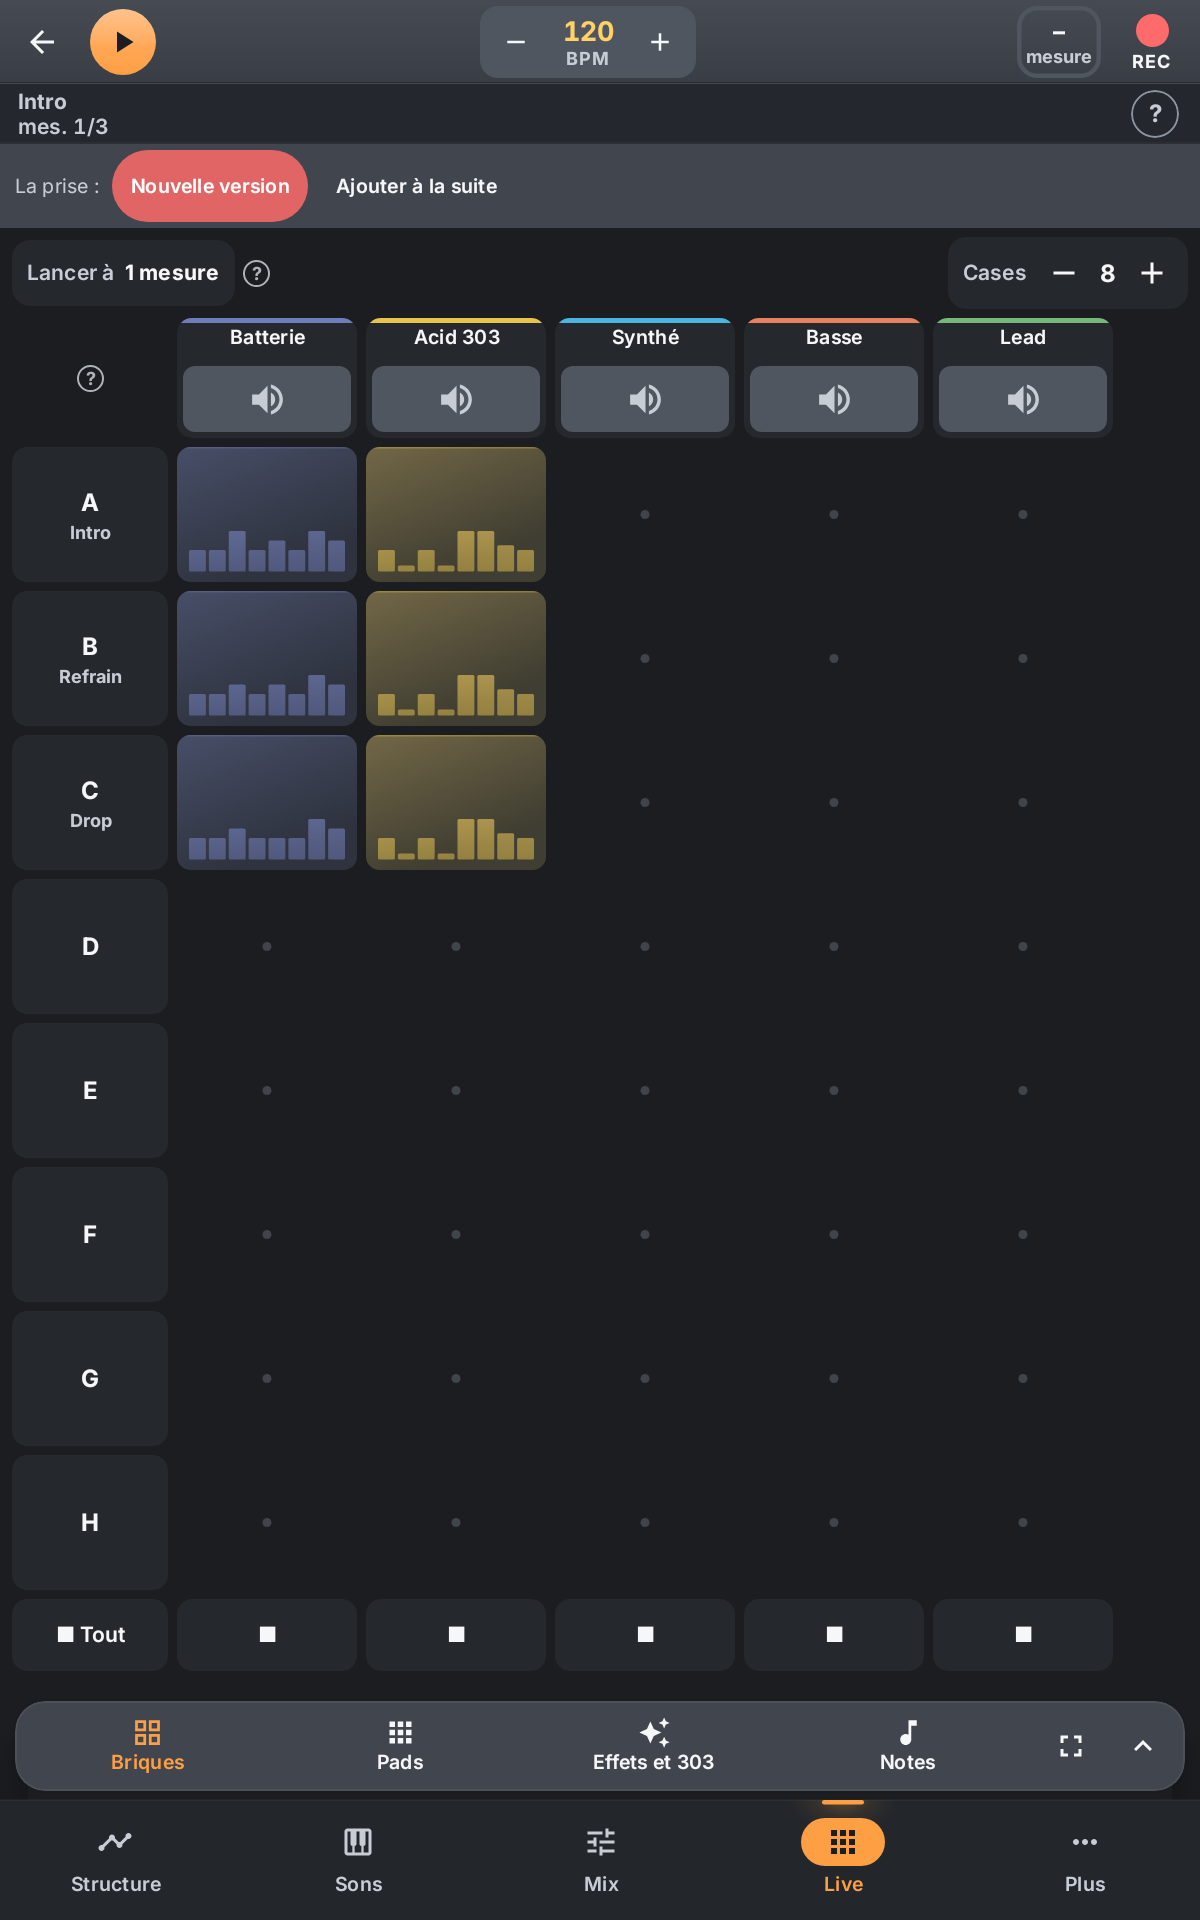 120
BPM
-
mesure
REC
Intro
mes. 1/3
?
La prise :
Nouvelle version
Ajouter à la suite
Lancer à 1 mesure
?
Cases
8
?
Batterie
Acid 303
Synthé
Basse
Lead
A
Intro
B
Refrain
C
Drop
D
E
F
G
H
Tout
Briques
Pads
Effets et 303
Notes
Structure
Sons
Mix
Live
Plus